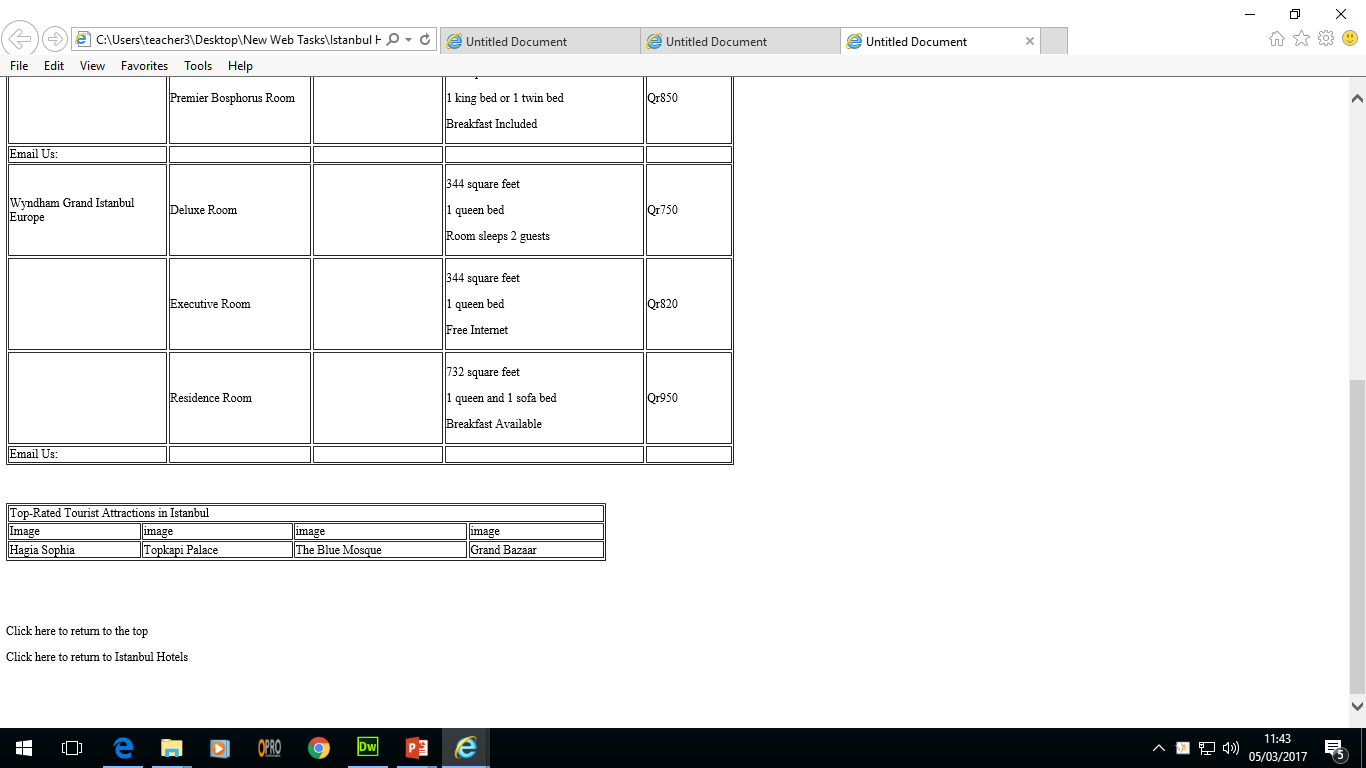 C:\Users\teacher3\Desktop\New Web Tasks\Istanbul H
Untitled Document
Untitled Document
Untitled Document
File Edit View Favorites Tools Help
Premier Bosphorus Room
1 king bed or 1 twin bed
Breakfast Included
Qr850
Email Us:
Wyndham Grand Istanbul
Europe
Deluxe Room
344 square feet
1 queen bed
Room sleeps 2 guests
Qr750
Executive Room
344 square feet
1 queen bed
Free Internet
Qr820
Residence Room
732 square feet
1 queen and 1 sofa bed
Breakfast Available
Qr950
Email Us:
Top-Rated Tourist Attractions in Istanbul
Image image image image
Hagia Sophia Topkapi Palace The Blue Mosque Grand Bazaar
Click here to return to the top
Click here to return to Istanbul Hotels
OPRO
Dw
11:43
05/03/2017
5